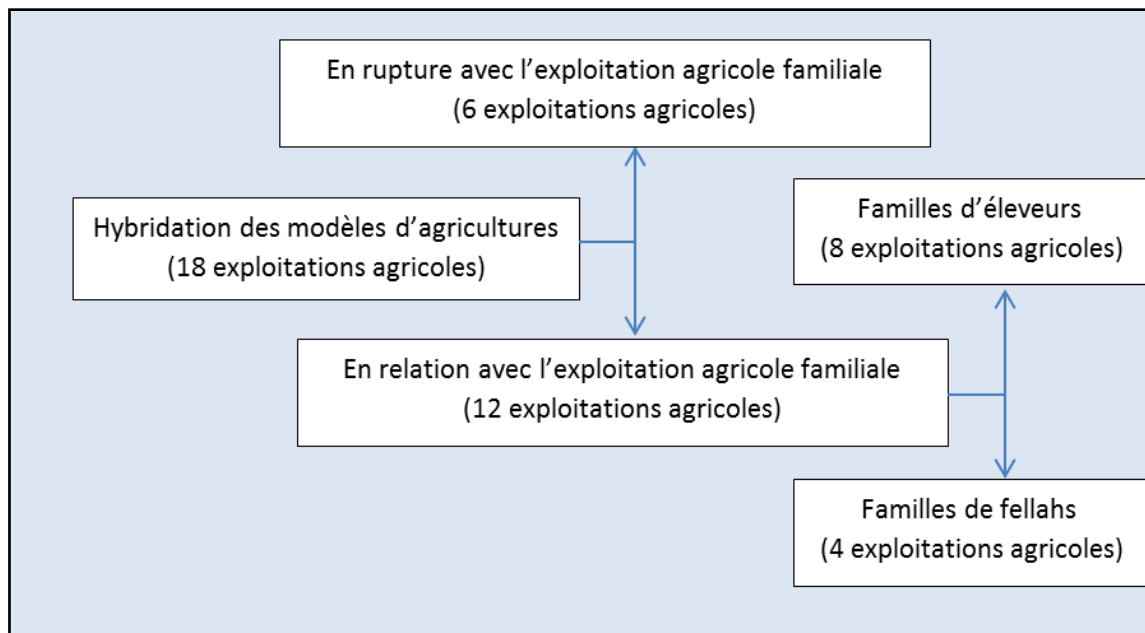 En rupture avec l’exploitation agricole familiale
(6 exploitations agricoles)
Hybridation des modèles d’agricultures
(18 exploitations agricoles)
Familles d’éleveurs
(8 exploitations agricoles)
En relation avec l’exploitation agricole familiale
(12 exploitations agricoles)
Familles de fellahs
(4 exploitations agricoles)